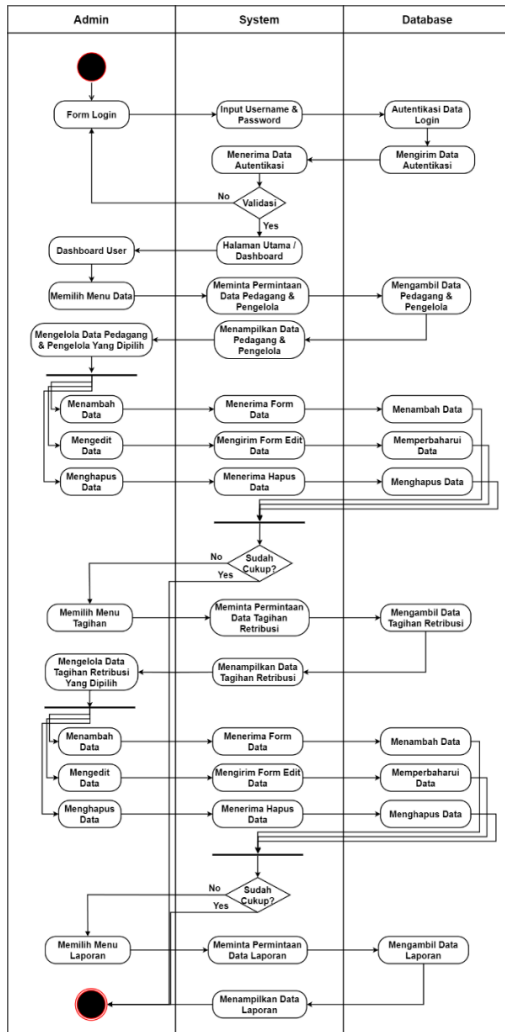 Admin
System
Database
Form Login
Input Username &
Password
Autentikasi Data
Login
Menerima Data
Autentikasi
Mengirim Data
Autentikasi
No
Validasi
Yes
Dashboard User
Halaman Utama /
Dashboard
Memilih Menu Data
Meminta Permintaan
Data Pedagang &
Pengelola
Mengambil Data
Pedagang &
Pengelola
Mengelola Data Pedagang
& Pengelola Yang Dipilih
Menampilkan Data
Pedagang &
Pengelola
Menambah
Data
Menerima Form
Data
Menambah Data
Mengedit
Data
Mengirim Form Edit
Data
Memperbaharui
Data
Menghapus
Data
Menerima Hapus
Data
Menghapus Data
No
Sudah
Cukup?
Yes
Memilih Menu
Tagihan
Meminta Permintaan
Data Tagihan
Retribusi
Mengambil Data
Tagihan Retribusi
Mengelola Data
Tagihan Retribusi
Yang Dipilih
Menampilkan Data
Tagihan Retribusi
Menambah
Data
Menerima Form
Data
Menambah Data
Mengedit
Data
Mengirim Form Edit
Data
Memperbaharui
Data
Menghapus
Data
Menerima Hapus
Data
Menghapus Data
No
Sudah
Cukup?
Yes
Memilih Menu
Laporan
Meminta Permintaan
Data Laporan
Mengambil Data
Laporan
Menampilkan Data
Laporan